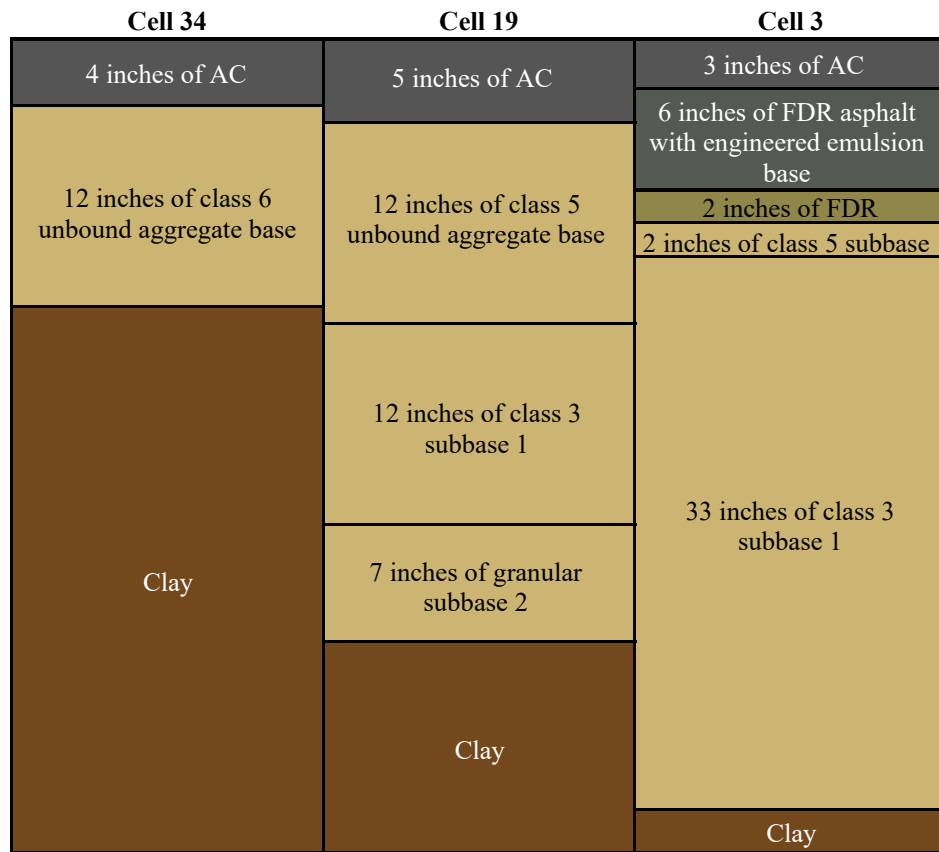 Cell 34
Cell 19
Cell 3
4 inches of AC
12 inches of class 6
unbound aggregate base
Clay
5 inches of AC
12 inches of class 5
unbound aggregate base
12 inches of class 3
subbase 1
7 inches of granular
subbase 2
Clay
3 inches of AC
6 inches of FDR asphalt
with engineered emulsion
base
2 inches of FDR
2 inches of class 5 subbase
33 inches of class 3
subbase 1
Clay